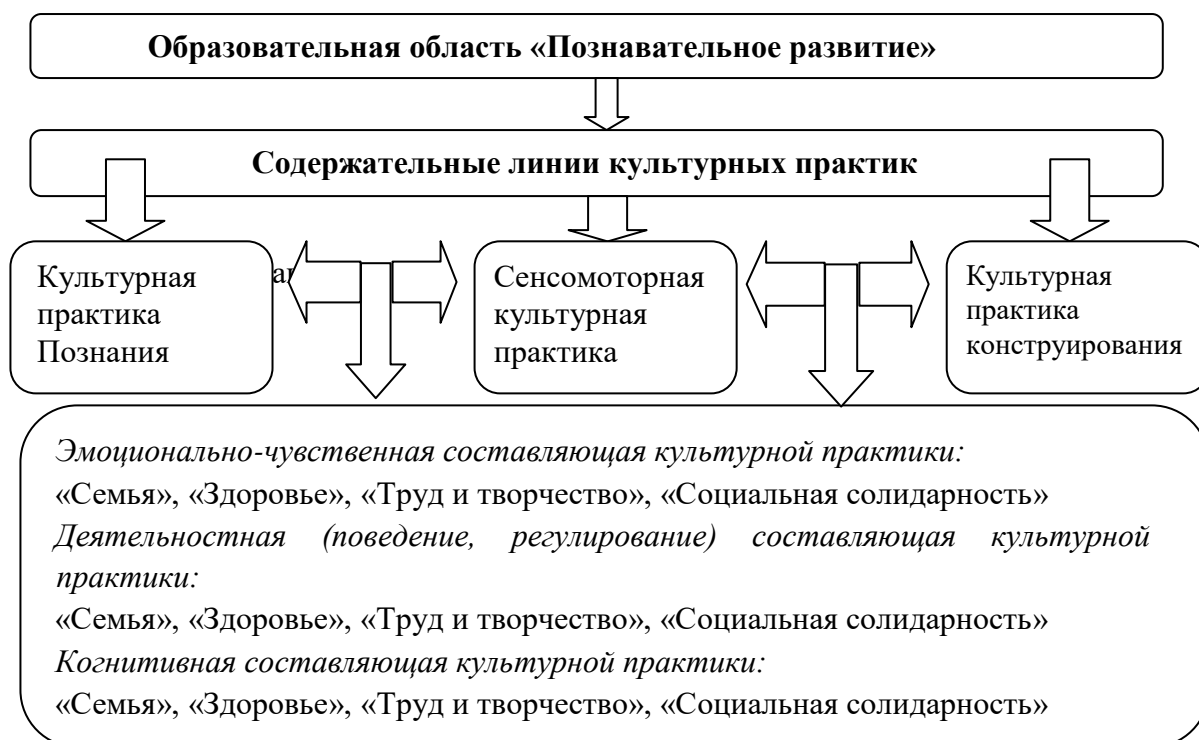 Образовательная область «Познавательное развитие»
Содержательные линии культурных практик
Культурная
практика
Познания
Сенсомоторная
культурная
практика
Культурная
практика
конструирования
Эмоционально-чувственная составляющая культурной практики:
«Семья», «Здоровье», «Труд и творчество», «Социальная солидарность»
Деятельностная (поведение, регулирование) составляющая культурной
практики:
«Семья», «Здоровье», «Труд и творчество», «Социальная солидарность»
Когнитивная составляющая культурной практики:
«Семья», «Здоровье», «Труд и творчество», «Социальная солидарность»